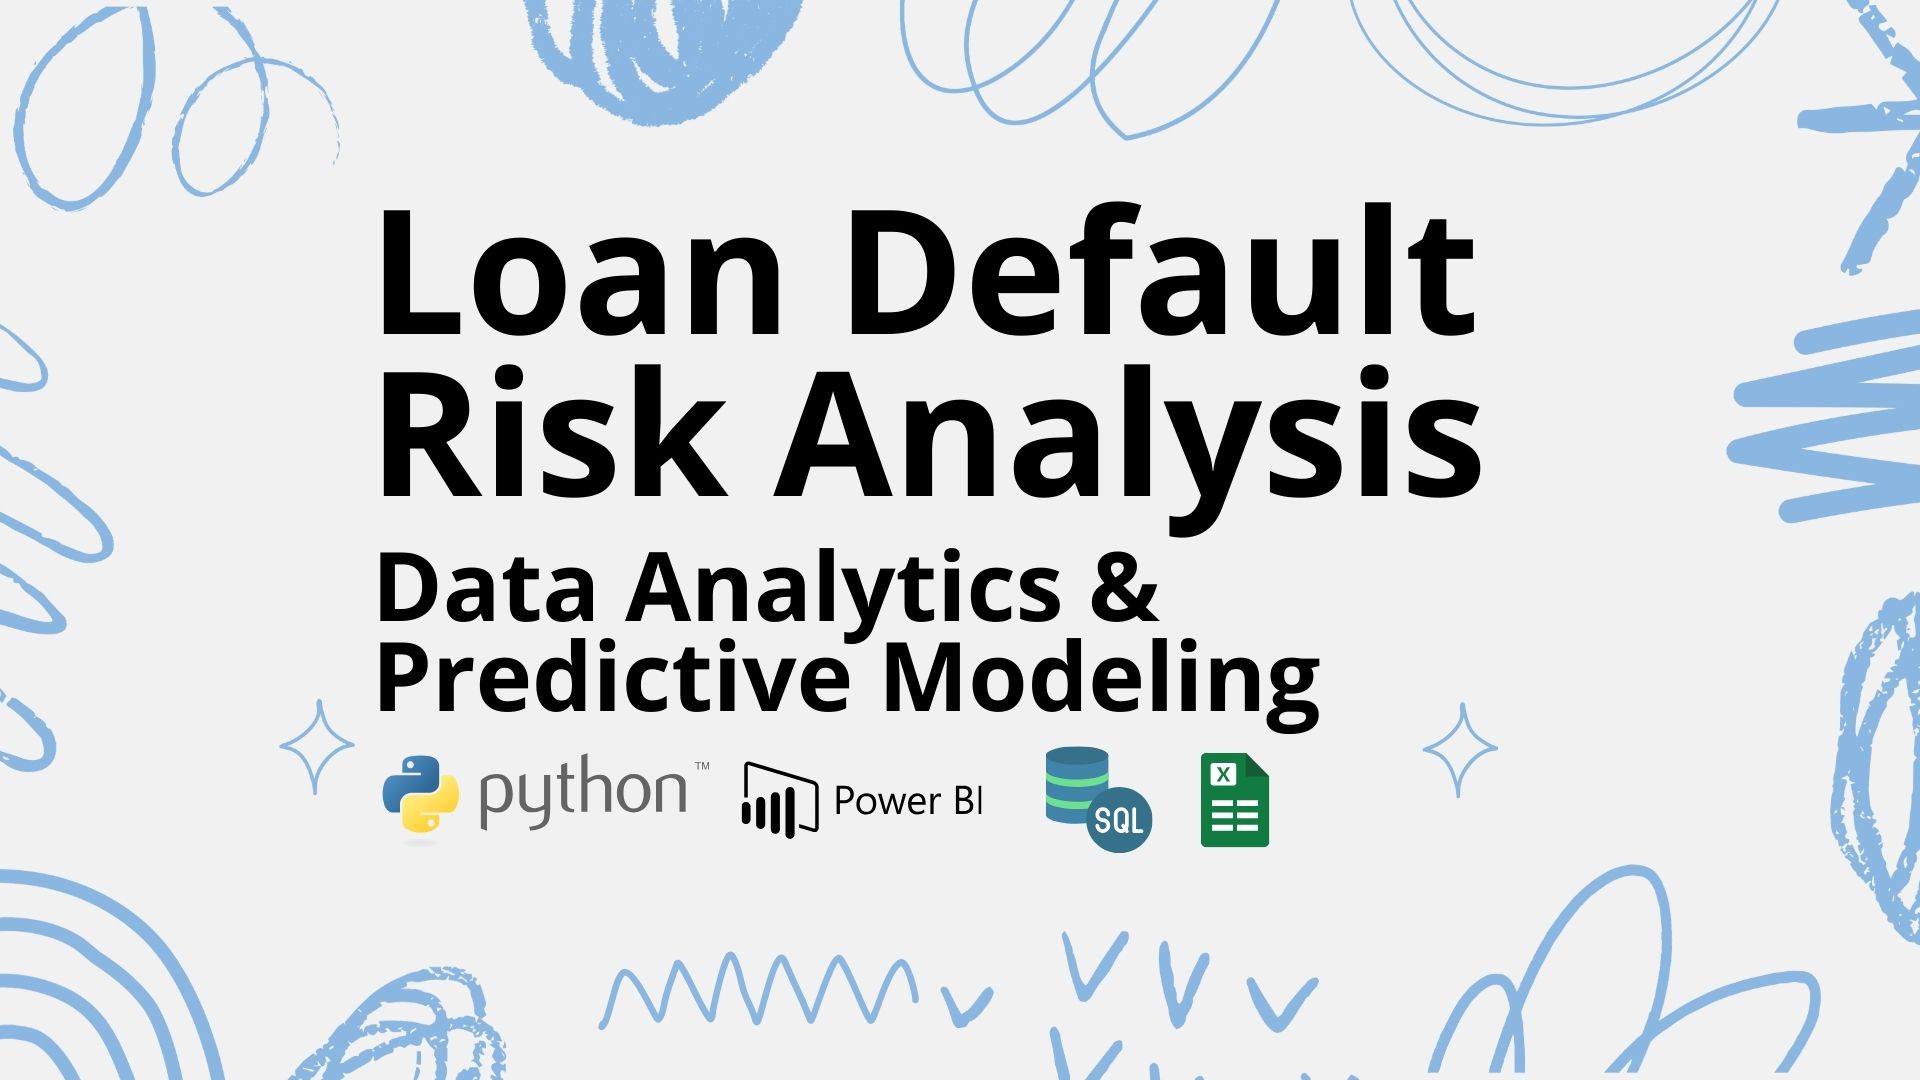 Loan Default
Risk Analysis
Data Analytics &
Predictive Modeling
python™
Power BI
SQL
X